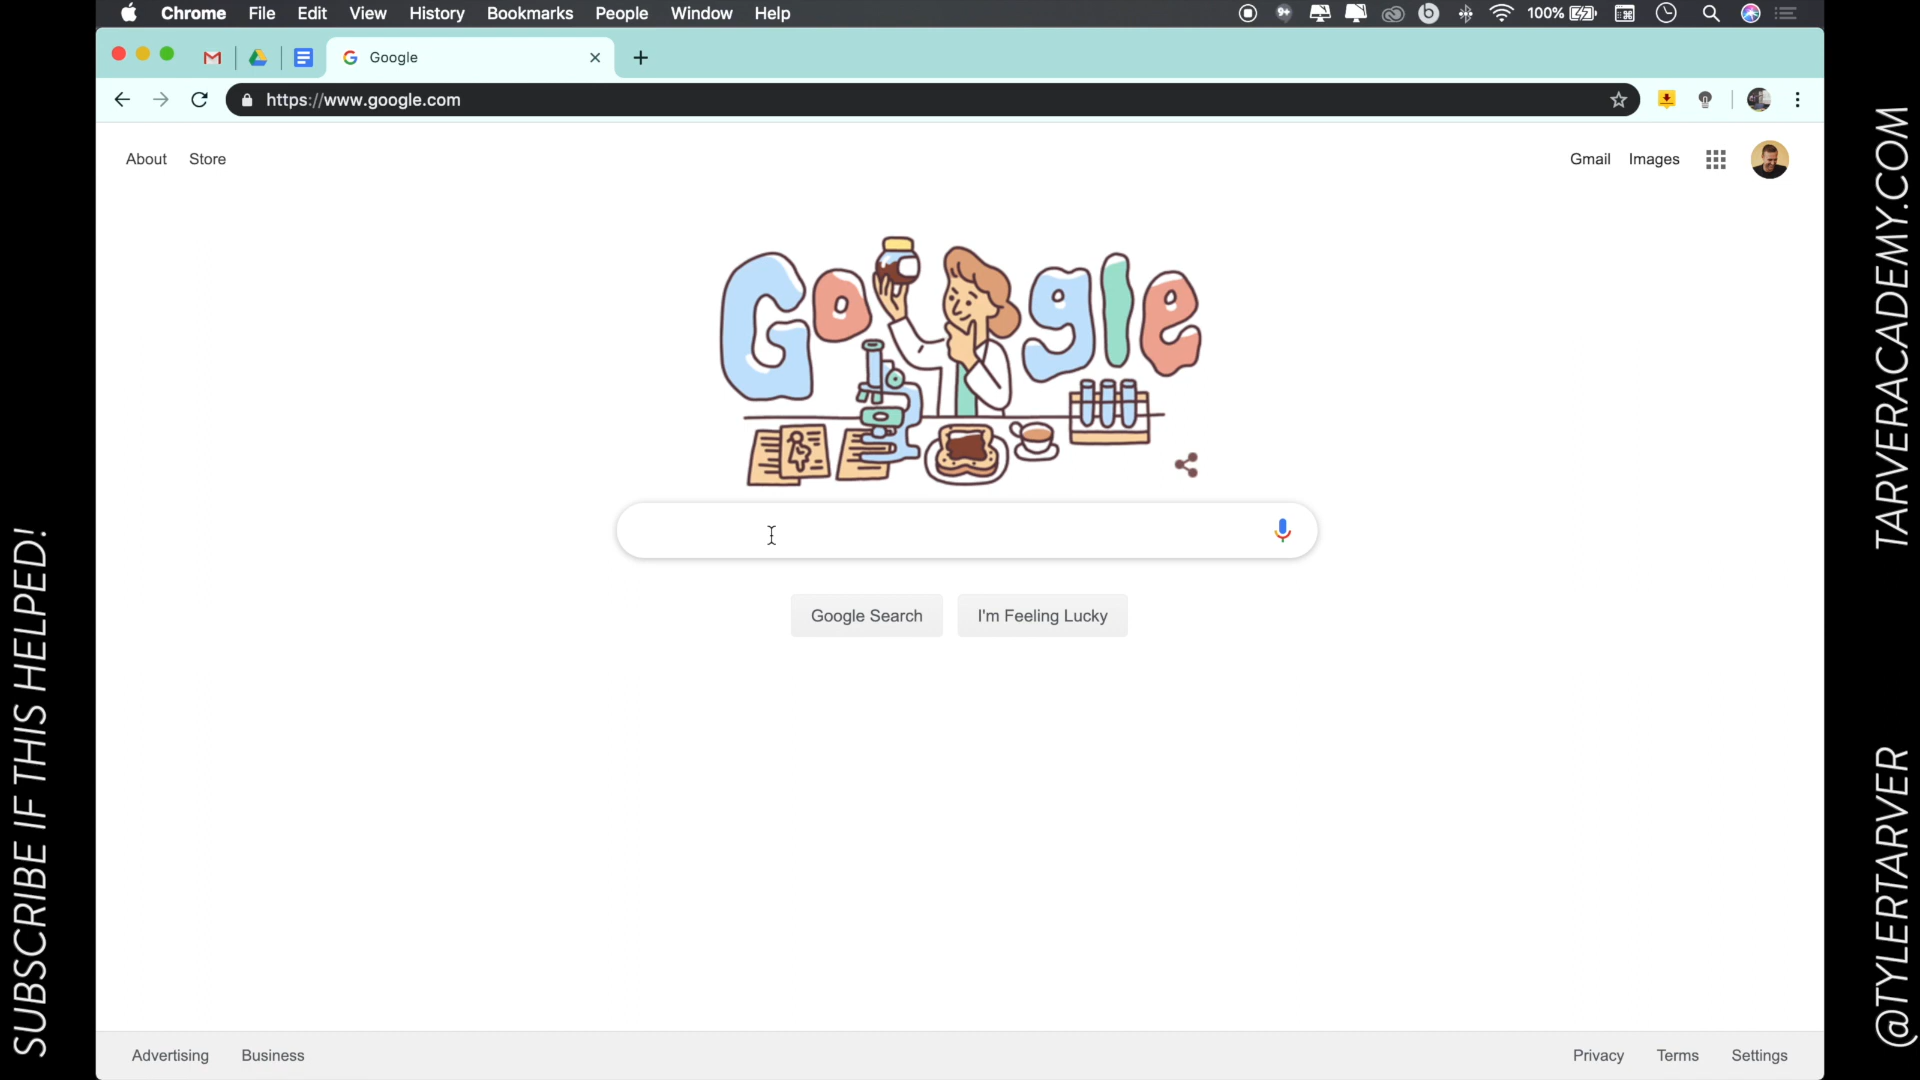 Chrome File Edit View History Bookmarks People Window Help
100%
Google
https://www.google.com
About Store
Gmail Images
Google
Google Search I'm Feeling Lucky
Advertising Business
Privacy Terms Settings
SUBSCRIBE IF THIS HELPED!
TARVERACADEMY.COM
@TYLERTARVER